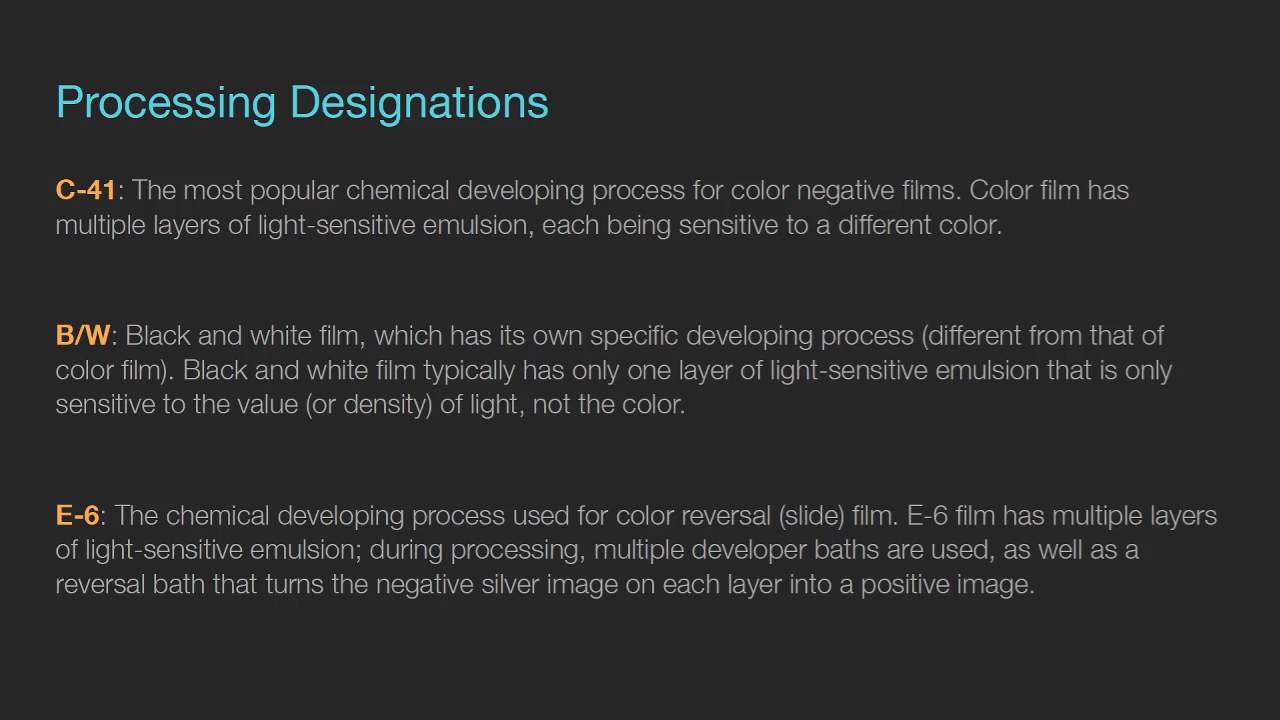 Processing Designations
C-41: The most popular chemical developing process for color negative films. Color film has
multiple layers of light-sensitive emulsion, each being sensitive to a different color.
B/W: Black and white film, which has its own specific developing process (different from that of
color film). Black and white film typically has only one layer of light-sensitive emulsion that is only
sensitive to the value (or density) of light, not the color.
E-6: The chemical developing process used for color reversal (slide) film. E-6 film has multiple layers
of light-sensitive emulsion; during processing, multiple developer baths are used, as well as a
reversal bath that turns the negative silver image on each layer into a positive image.